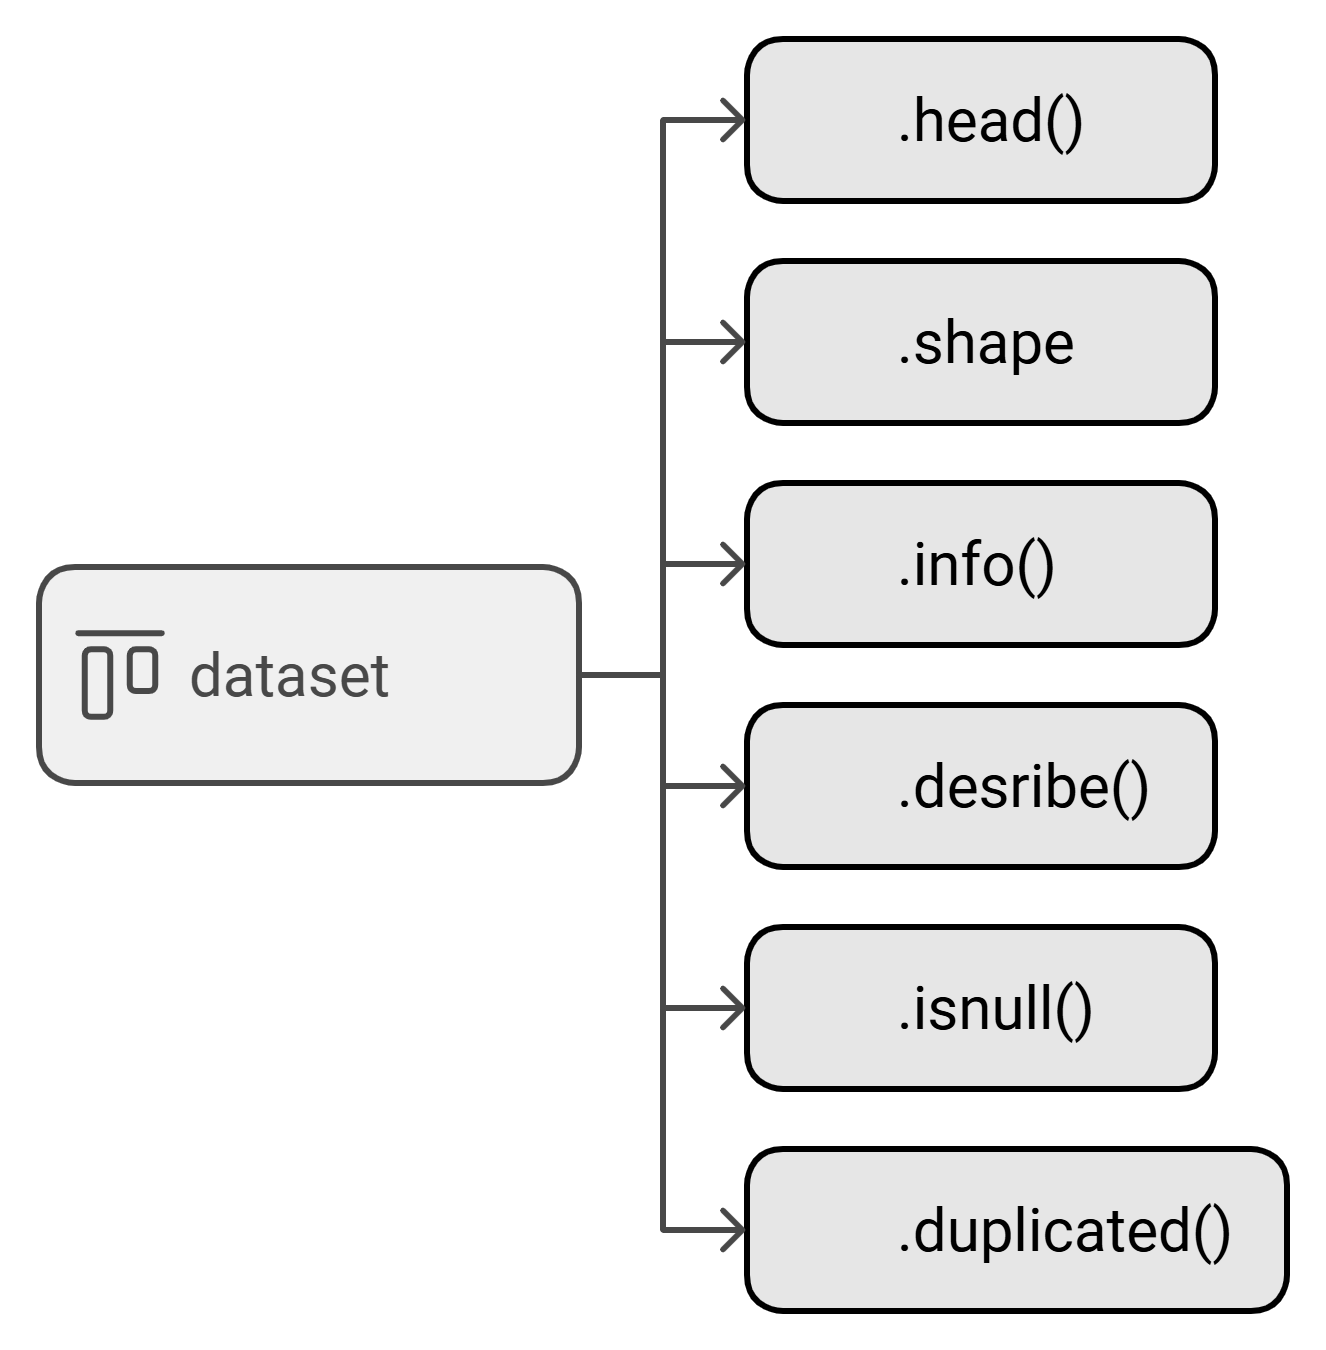 .head()
.shape
.info()
dataset
.desribe()
.isnull()
.duplicated()